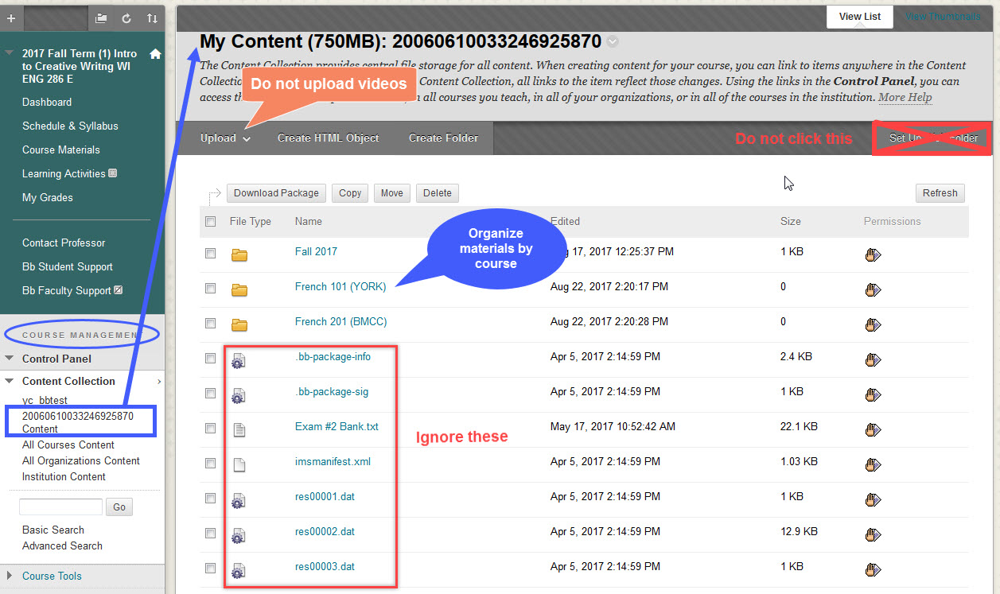 View List
View Thumbnails
2017 Fall Term (1) Intro
to Creative Writng WI
ENG 286 E
Dashboard
Schedule & Syllabus
Course Materials
Learning Activities
My Grades
Contact Professor
Bb Student Support
Bb Faculty Support
COURSE MANAGEMENT
Control Panel
Content Collection
yc_bbtest
20060610033246925870
Content
All Courses Content
All Organizations Content
Institution Content
Go
Basic Search
Advanced Search
Course Tools
My Content (750MB): 20060610033246925870
The Content Collection provides central file storage for all content. When creating content for your course, you can link to items anywhere in the Content
Collection Content Collection, all links to the item reflect those changes. Using the links in the Control Panel, you can
access in all courses you teach, in all of your organizations, or in all of the courses in the institution. More Help
Do not upload videos
Upload Create HTML Object Create Folder
Do not click this
Set Up
Download Package Copy Move Delete Refresh
File Type Name Edited Size Permissions
Organize
materials by
course
Fall 2017 17, 2017 12:25:37 PM 1 KB
French 101 (YORK) Aug 22, 2017 2:20:17 PM 0
French 201 (BMCC) Aug 22, 2017 2:20:28 PM 0
.bb-package-info Apr 5, 2017 2:14:59 PM 2.4 KB
.bb-package-sig Apr 5, 2017 2:14:59 PM 1 KB
Exam #2 Bank.txt May 17, 2017 10:52:42 AM 22.1 KB
Ignore these
imsmanifest.xml Apr 5, 2017 2:14:59 PM 1.03 KB
res00001.dat Apr 5, 2017 2:14:59 PM 1 KB
res00002.dat Apr 5, 2017 2:14:59 PM 12.9 KB
res00003.dat Apr 5, 2017 2:14:59 PM 1 KB